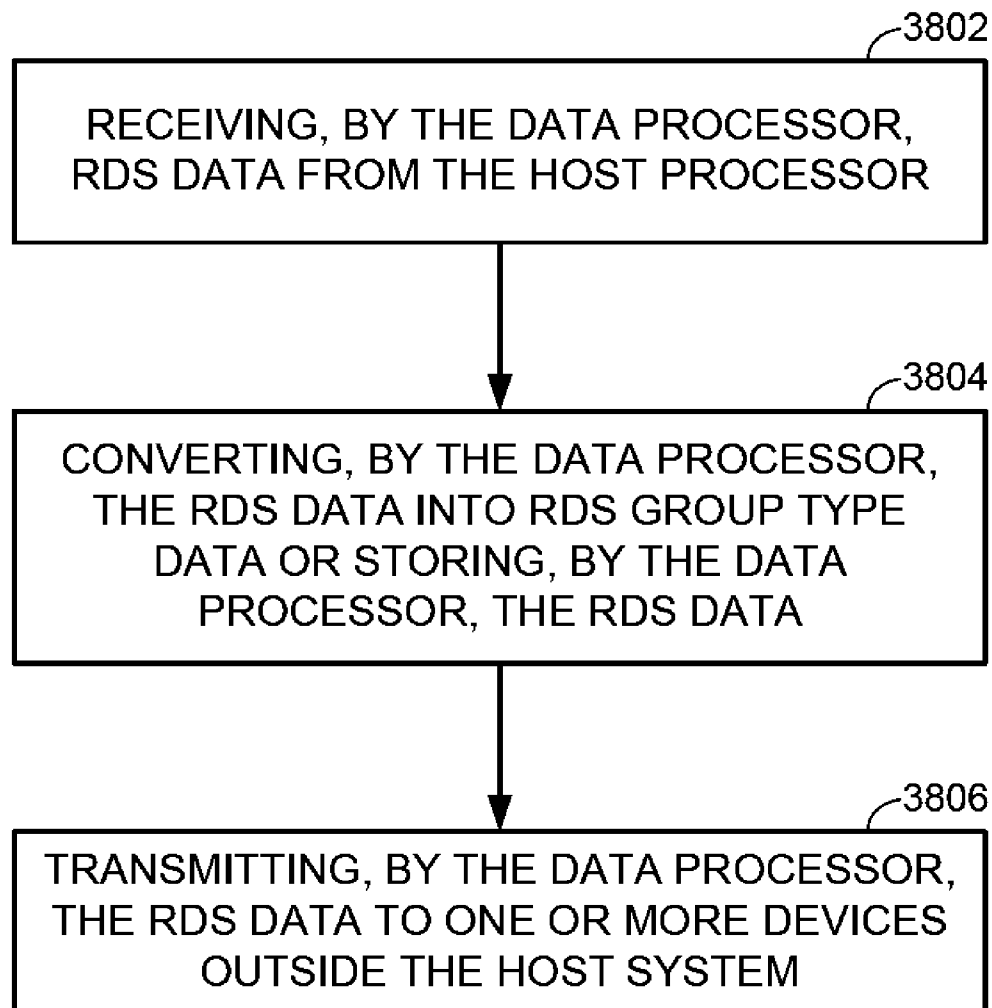 3802
RECEIVING, BY THE DATA PROCESSOR,
RDS DATA FROM THE HOST PROCESSOR
3804
CONVERTING, BY THE DATA PROCESSOR,
THE RDS DATA INTO RDS GROUP TYPE
DATA OR STORING, BY THE DATA
PROCESSOR, THE RDS DATA
3806
TRANSMITTING, BY THE DATA PROCESSOR,
THE RDS DATA TO ONE OR MORE DEVICES
OUTSIDE THE HOST SYSTEM